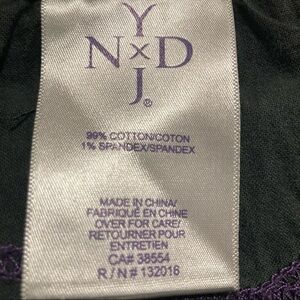 Y
N×D
J®
99% COTTON/COTON
1% SPANDEX/SPANDEX
MADE IN CHINA/
FABRIQUÉ EN CHINE
OVER FOR CARE/
RETOURNER POUR
ENTRETIEN
CA# 38554
R/N# 132016